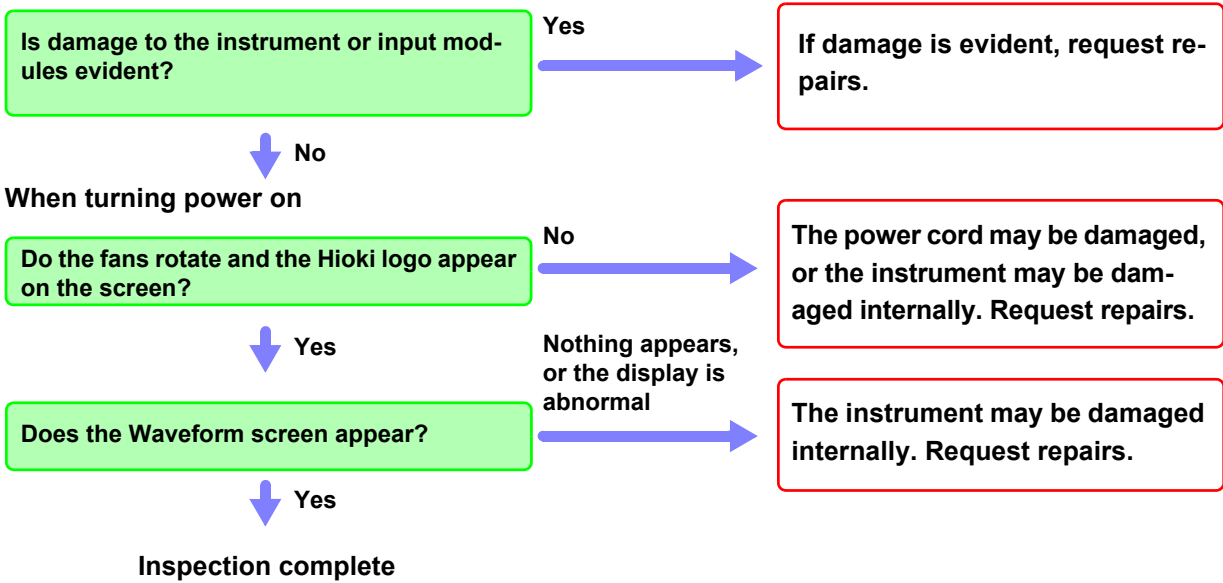 Is damage to the instrument or input mod-
ules evident?
Yes
If damage is evident, request re-
pairs.
No
When turning power on
Do the fans rotate and the Hioki logo appear
on the screen?
No
The power cord may be damaged,
or the instrument may be dam-
aged internally. Request repairs.
Yes
Does the Waveform screen appear?
Nothing appears,
or the display is
abnormal
The instrument may be damaged
internally. Request repairs.
Yes
Inspection complete